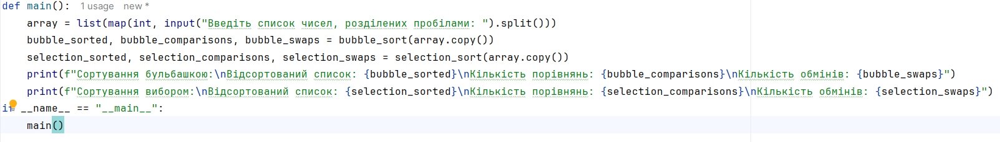 def main(): 1 usage new *
    array = list(map(int, input("Введіть список чисел, розділених пробілами: ").split()))
    bubble_sorted, bubble_comparisons, bubble_swaps = bubble_sort(array.copy())
    selection_sorted, selection_comparisons, selection_swaps = selection_sort(array.copy())
    print(f"Сортування бульбашкою:\nВідсортований список: {bubble_sorted}\nКількість порівнянь: {bubble_comparisons}\nКількість обмінів: {bubble_swaps}")
    print(f"Сортування вибором:\nВідсортований список: {selection_sorted}\nКількість порівнянь: {selection_comparisons}\nКількість обмінів: {selection_swaps}")
if __name__ == "__main__":
    main()